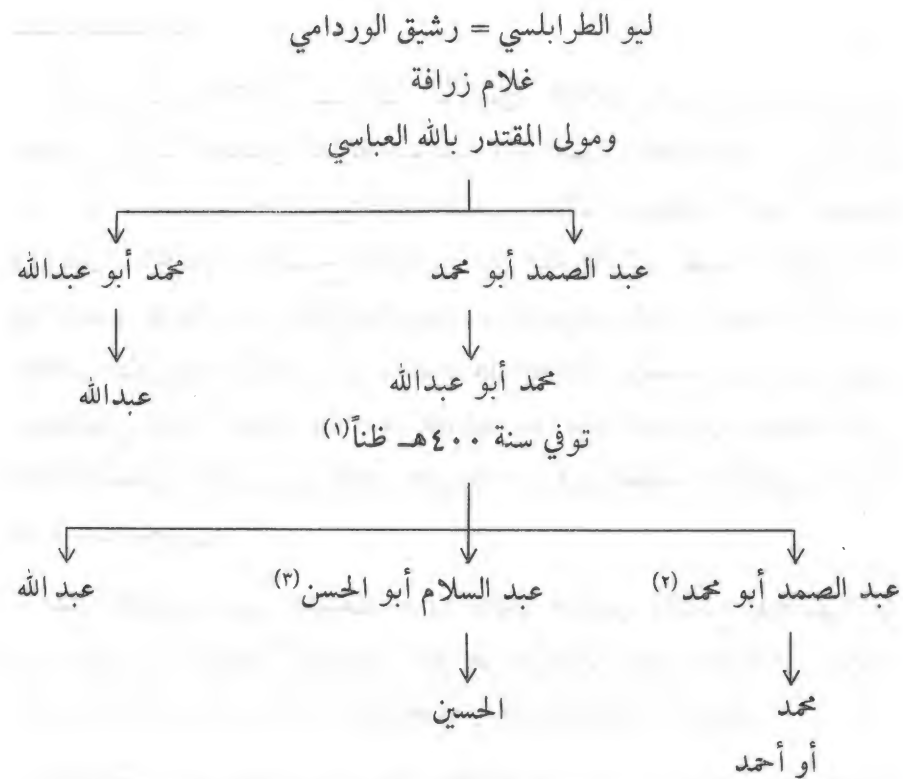 ليو الطرابلسي = رشيق الوردامي
غلام زرافة
ومولى المقتدر بالله العباسي
عبد الصمد أبو محمد محمد أبو عبدالله
محمد أبو عبدالله عبدالله
توفي سنة ٤٠٠هـ ظناً(١)
عبد الصمد أبو محمد(٢) عبد السلام أبو الحسن(٣) عبدالله
محمد الحسين
أو أحمد